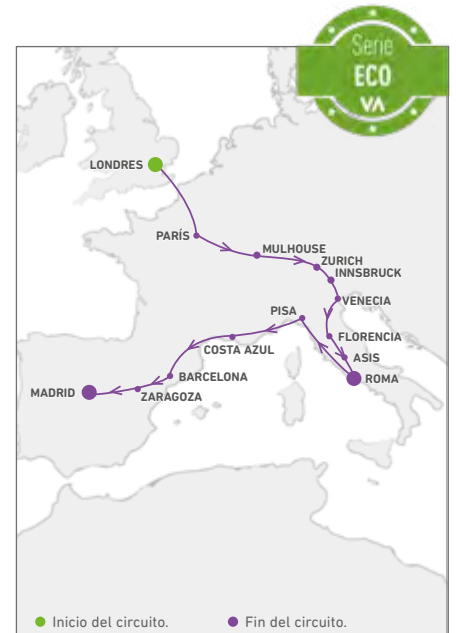 Serie
ECO
VA
LONDRES
PARÍS
MULHOUSE
ZURICH
INNSBRUCK
VENECIA
PISA
FLORENCIA
COSTA AZUL
ASIS
BARCELONA
ROMA
MADRID
ZARAGOZA
Inicio del circuito.
Fin del circuito.